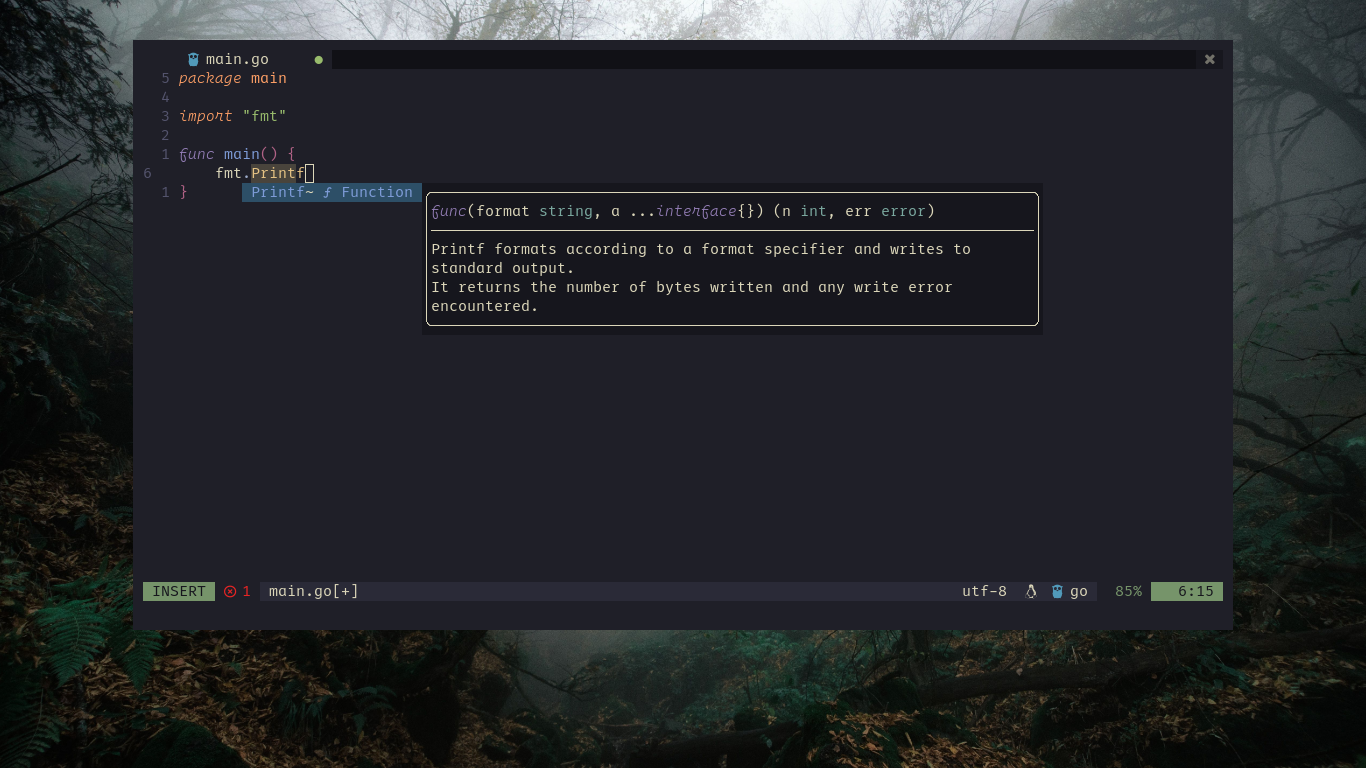 main.go
5 package main
4
3 import "fmt"
2
1 func main() {
6 fmt.Printf
1 }
Printf~ ƒ Function
func(format string, a ...interface{}) (n int, err error)
Printf formats according to a format specifier and writes to
standard output.
It returns the number of bytes written and any write error
encountered.
INSERT 1 main.go[+] utf-8 go 85% 6:15